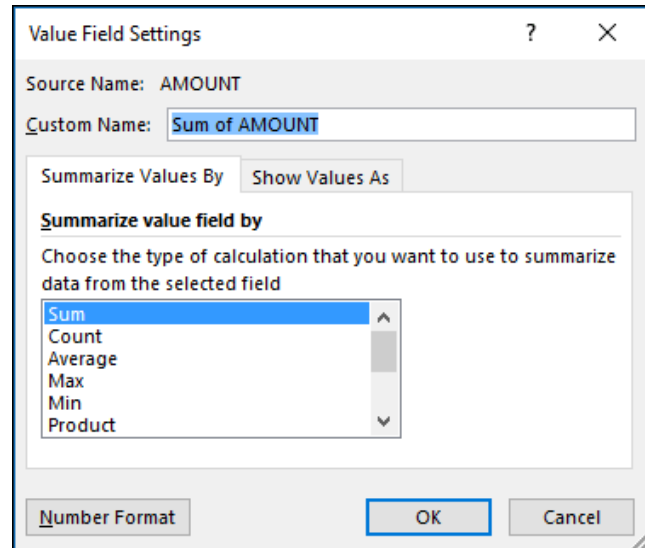 Value Field Settings ?
Source Name: AMOUNT
Custom Name: Sum of AMOUNT
Summarize Values By Show Values As
Summarize value field by
Choose the type of calculation that you want to use to summarize
data from the selected field
Sum
Count
Average
Max
Min
Product
Number Format OK Cancel